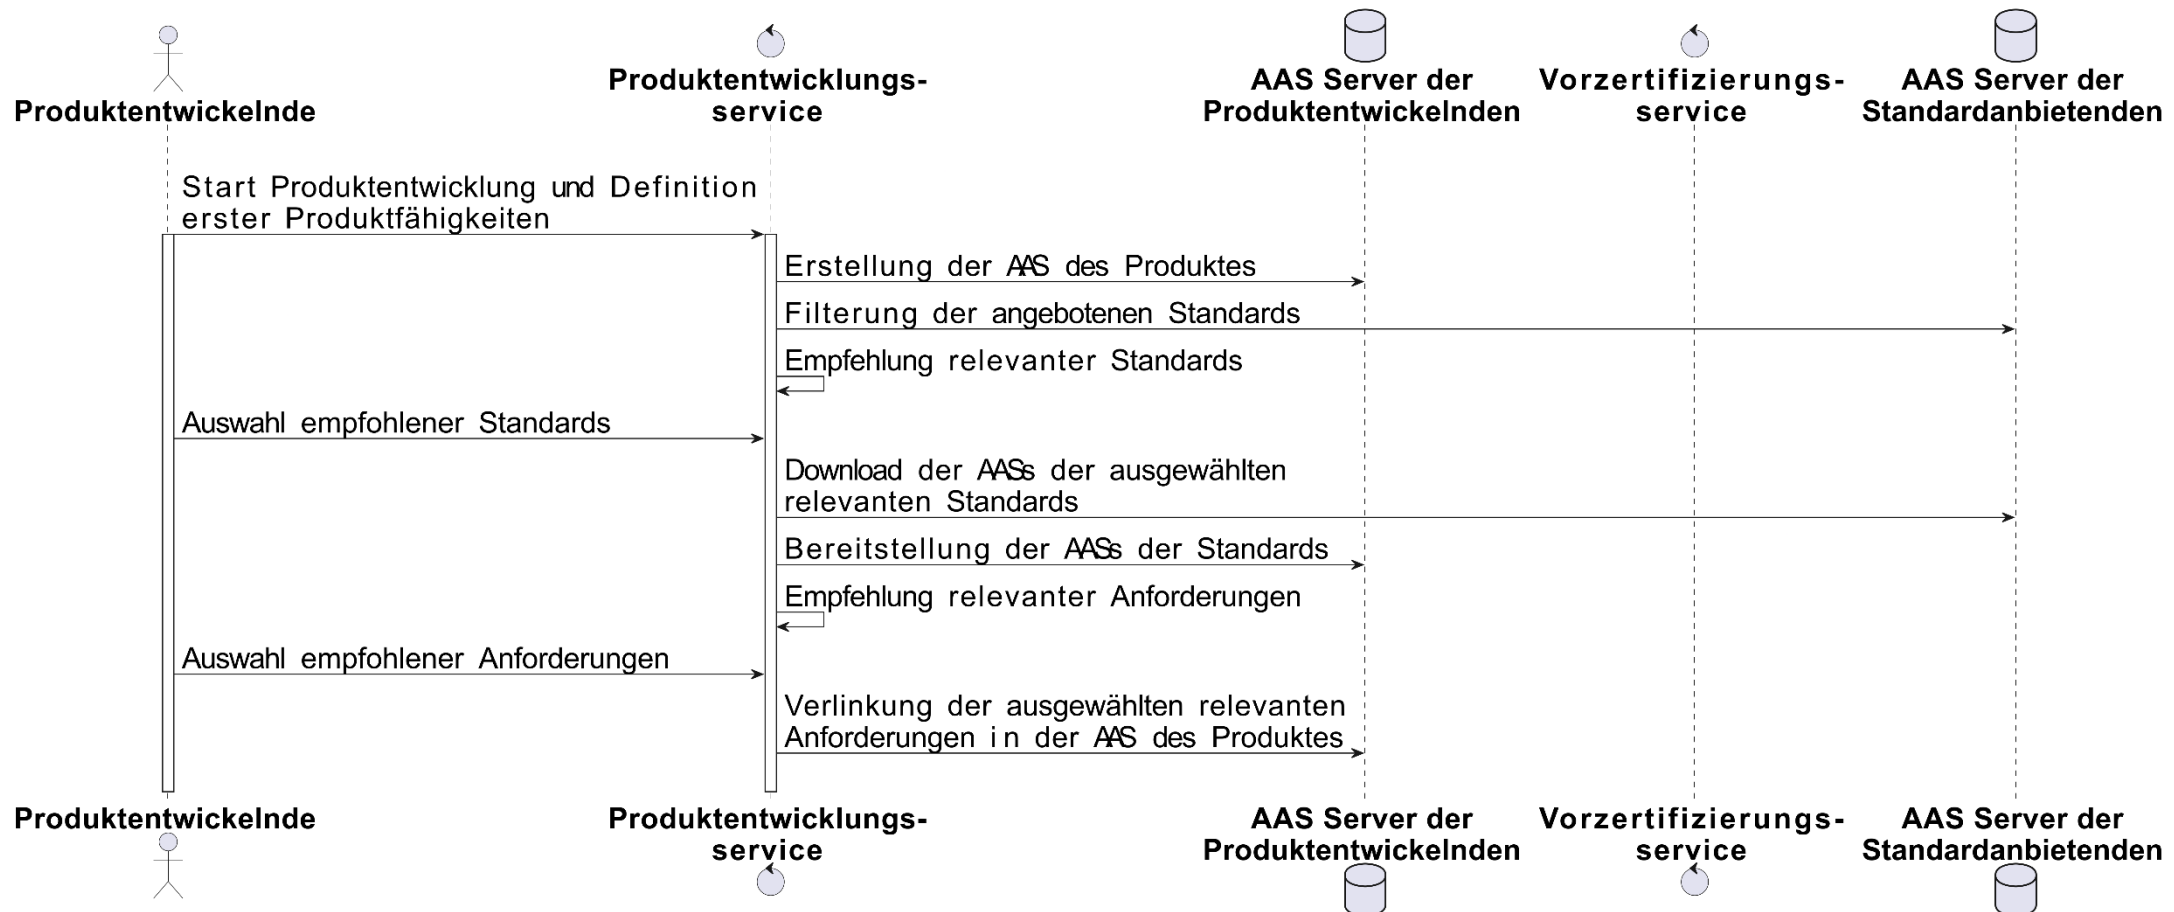 Produktentwickelnde
Produktentwicklungs-
service
AAS Server der
Produktentwickelnden
Vorzertifizierungs-
service
AAS Server der
Standardanbietenden
Start Produktentwicklung und Definition
erster Produktfähigkeiten
Erstellung der AAS des Produktes
Filterung der angebotenen Standards
Empfehlung relevanter Standards
Auswahl empfohlener Standards
Download der AASs der ausgewählten
relevanten Standards
Bereitstellung der AASs der Standards
Empfehlung relevanter Anforderungen
Auswahl empfohlener Anforderungen
Verlinkung der ausgewählten relevanten
Anforderungen in der AAS des Produktes
Produktentwickelnde
Produktentwicklungs-
service
AAS Server der
Produktentwickelnden
Vorzertifizierungs-
service
AAS Server der
Standardanbietenden